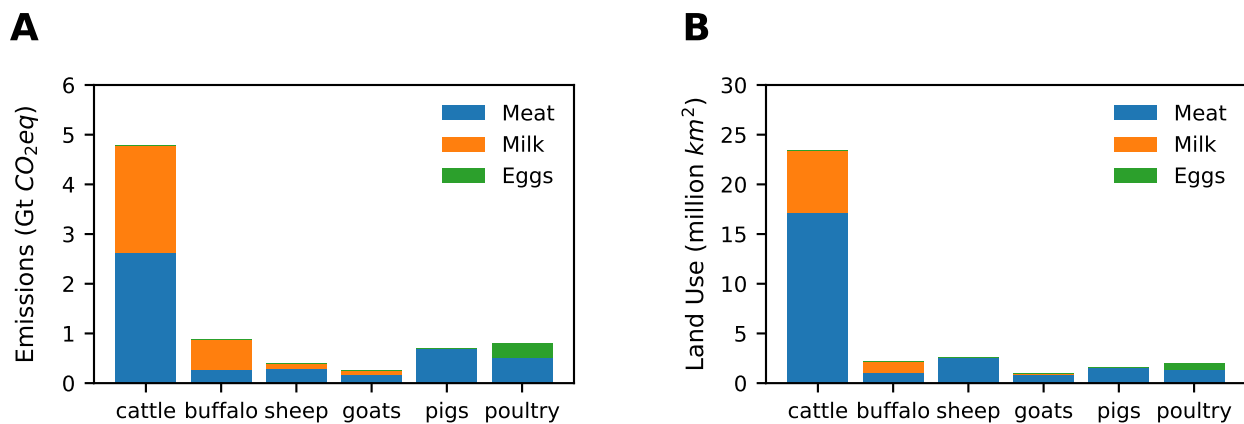 A
Emissions (Gt CO₂eq)
6
5
4
3
2
1
0
Meat
Milk
Eggs
cattle buffalo sheep goats pigs poultry
B
Land Use (million km²)
30
25
20
15
10
5
0
Meat
Milk
Eggs
cattle buffalo sheep goats pigs poultry